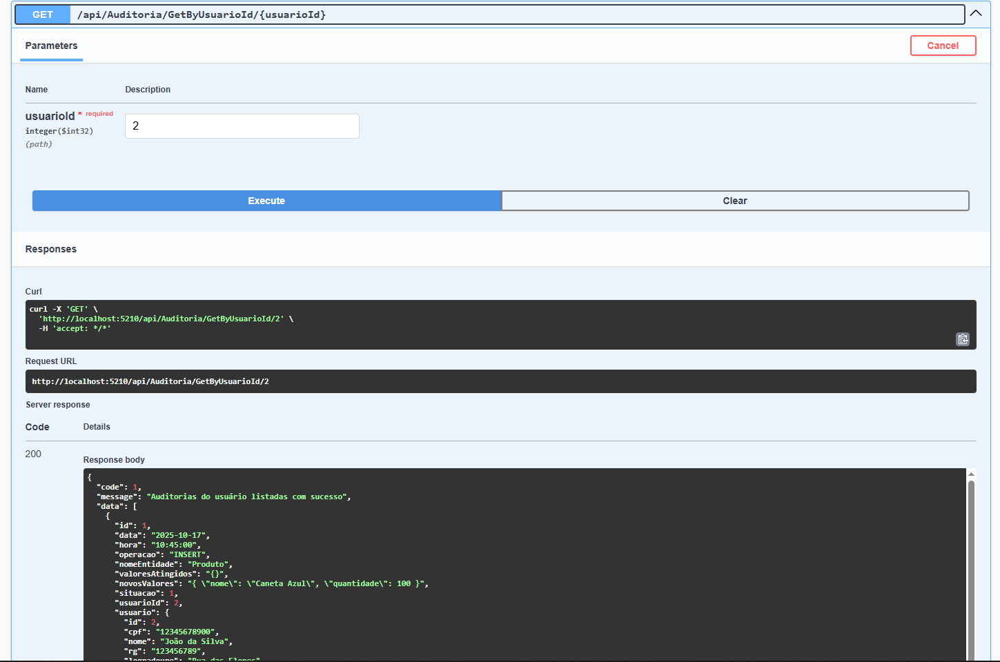 GET /api/Auditoria/GetByUsuarioId/{usuarioId}
Parameters
Cancel
Name Description
usuarioId * required
integer($int32)
(path)
2
Execute
Clear
Responses
Curl
curl -X 'GET' \
'http://localhost:5210/api/Auditoria/GetByUsuarioId/2' \
-H 'accept: */*'
Request URL
http://localhost:5210/api/Auditoria/GetByUsuarioId/2
Server response
Code Details
200
Response body
{
"code": 1,
"message": "Auditorias do usuário listadas com sucesso",
"data": [
{
"id": 1,
"data": "2025-10-17",
"hora": "10:45:00",
"operacao": "INSERT",
"nomeEntidade": "Produto",
"valoresAtingidos": "{}",
"novosValores": "{ \"nome\": \"Caneta Azul\", \"quantidade\": 100 }",
"situacao": 1,
"usuarioId": 2,
"usuario": {
"id": 2,
"cpf": "12345678900",
"nome": "João da Silva",
"rg": "123456789",
"logradouro": "Rua das Flores"